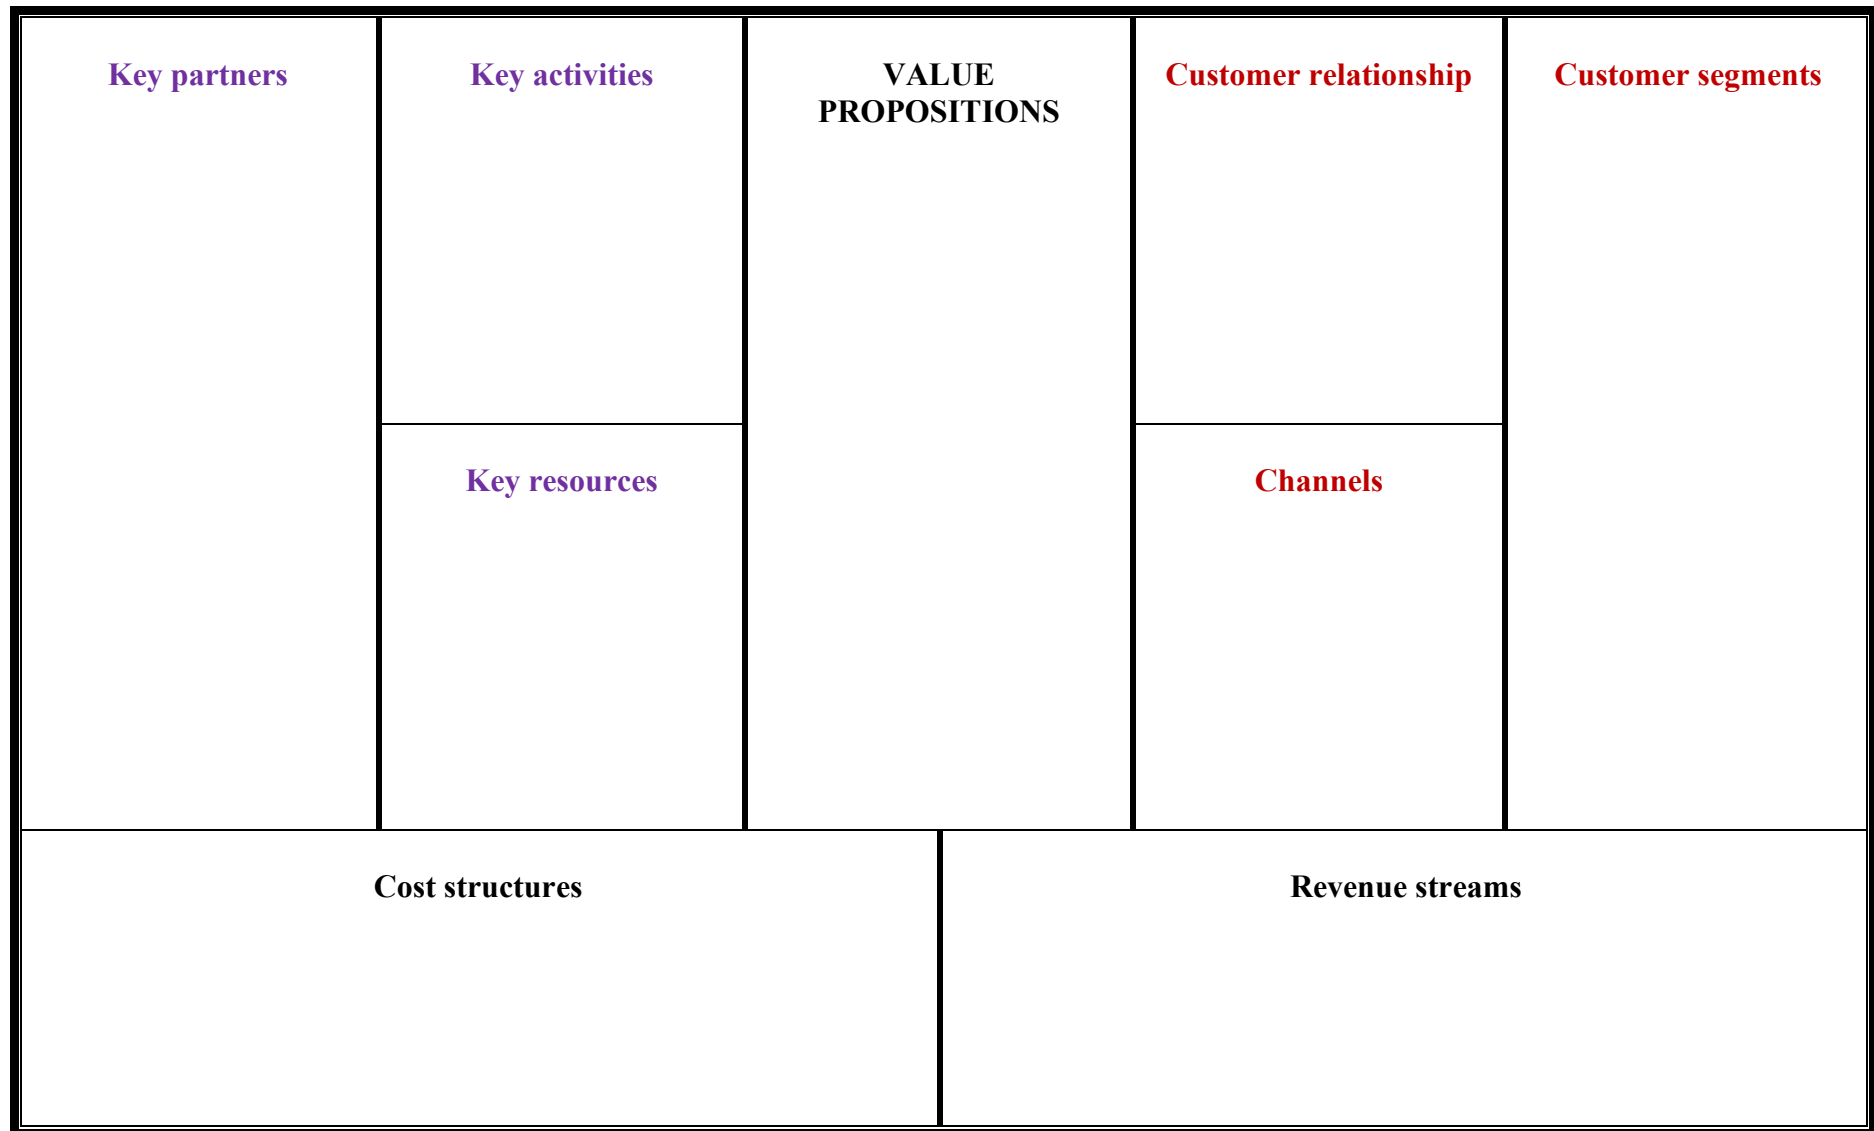 Key partners
Key activities
VALUE
PROPOSITIONS
Customer relationship
Customer segments
Key resources
Channels
Cost structures
Revenue streams